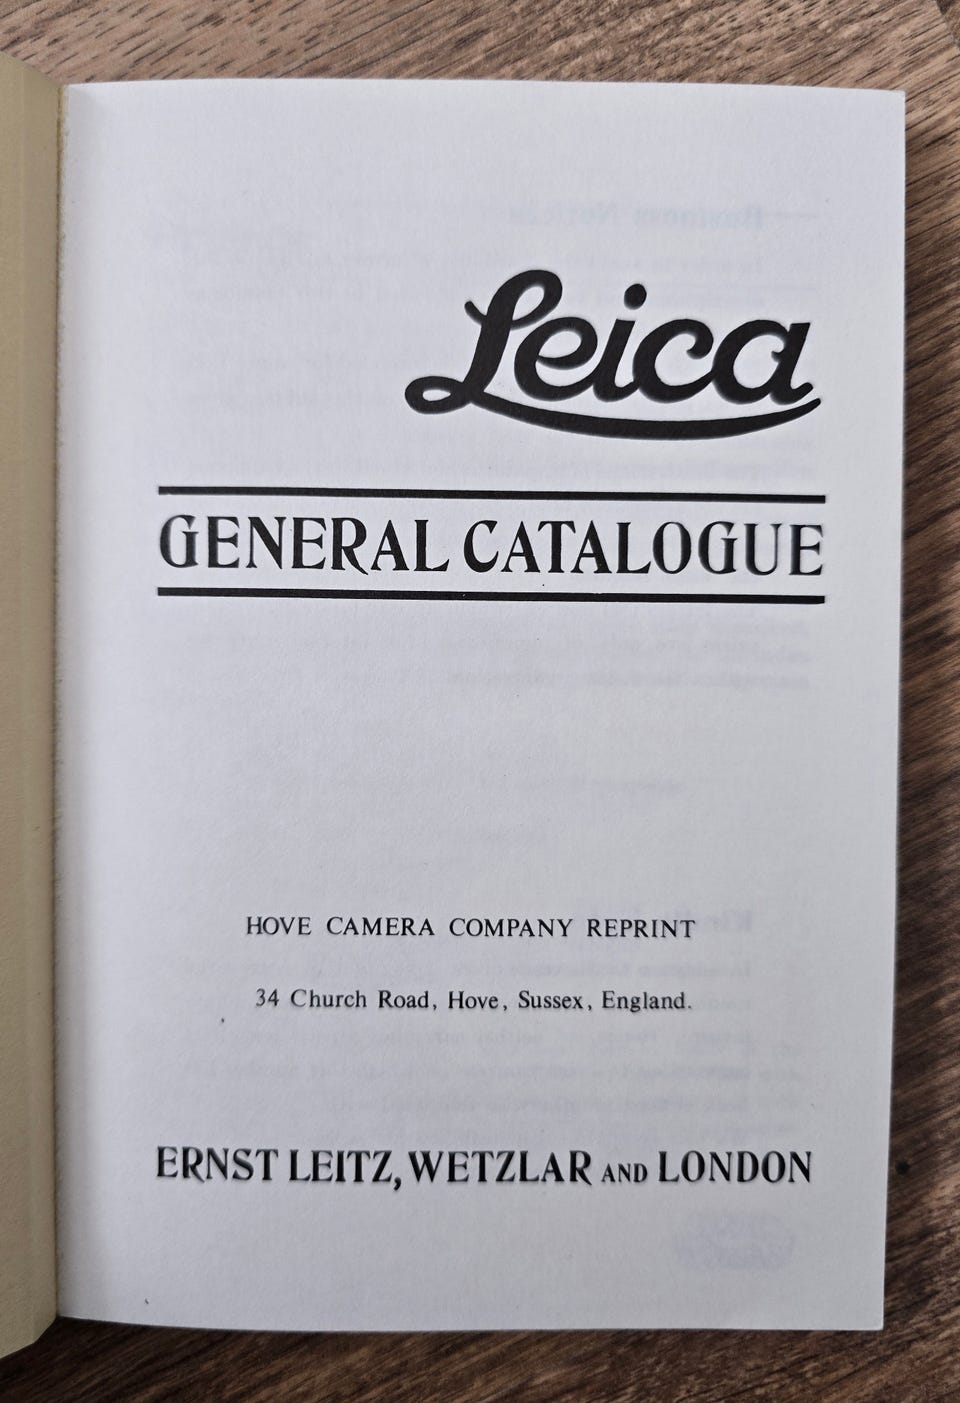 Leica
GENERAL CATALOGUE
HOVE CAMERA COMPANY REPRINT
34 Church Road, Hove, Sussex, England.
ERNST LEITZ, WETZLAR AND LONDON